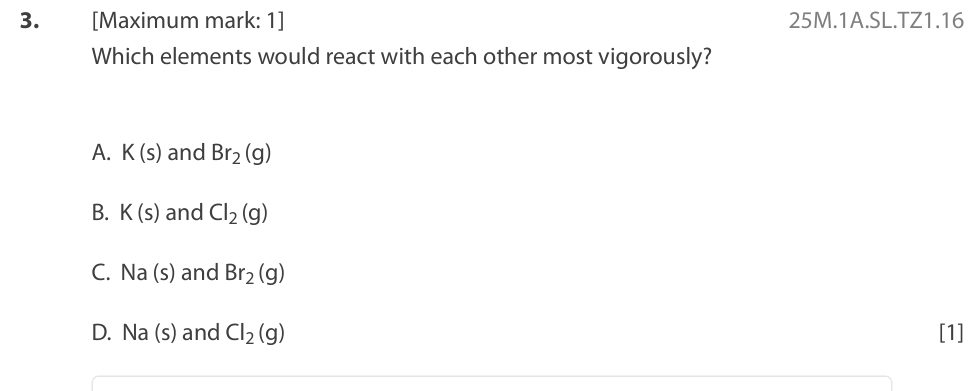 3. [Maximum mark: 1] 25M.1A.SL.TZ1.16
Which elements would react with each other most vigorously?
A. K (s) and Br₂ (g)
B. K (s) and Cl₂ (g)
C. Na (s) and Br₂ (g)
D. Na (s) and Cl₂ (g) [1]